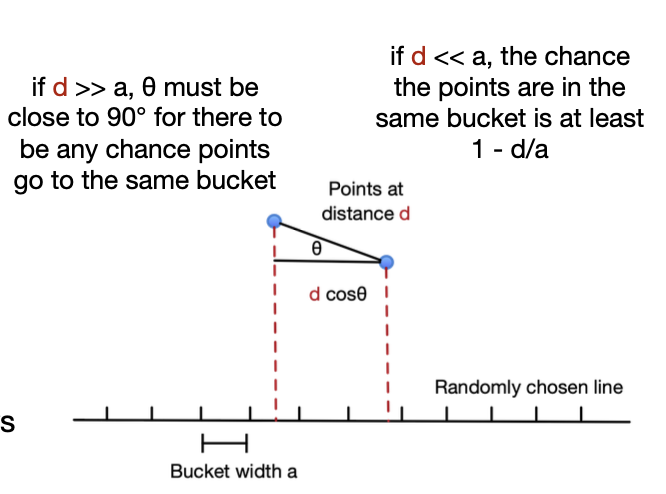 if d << a, the chance
the points are in the
same bucket is at least
1 - d/a
if d >> a, θ must be
close to 90° for there to
be any chance points
go to the same bucket
Points at
distance d
θ
d cosθ
Randomly chosen line
s
Bucket width a